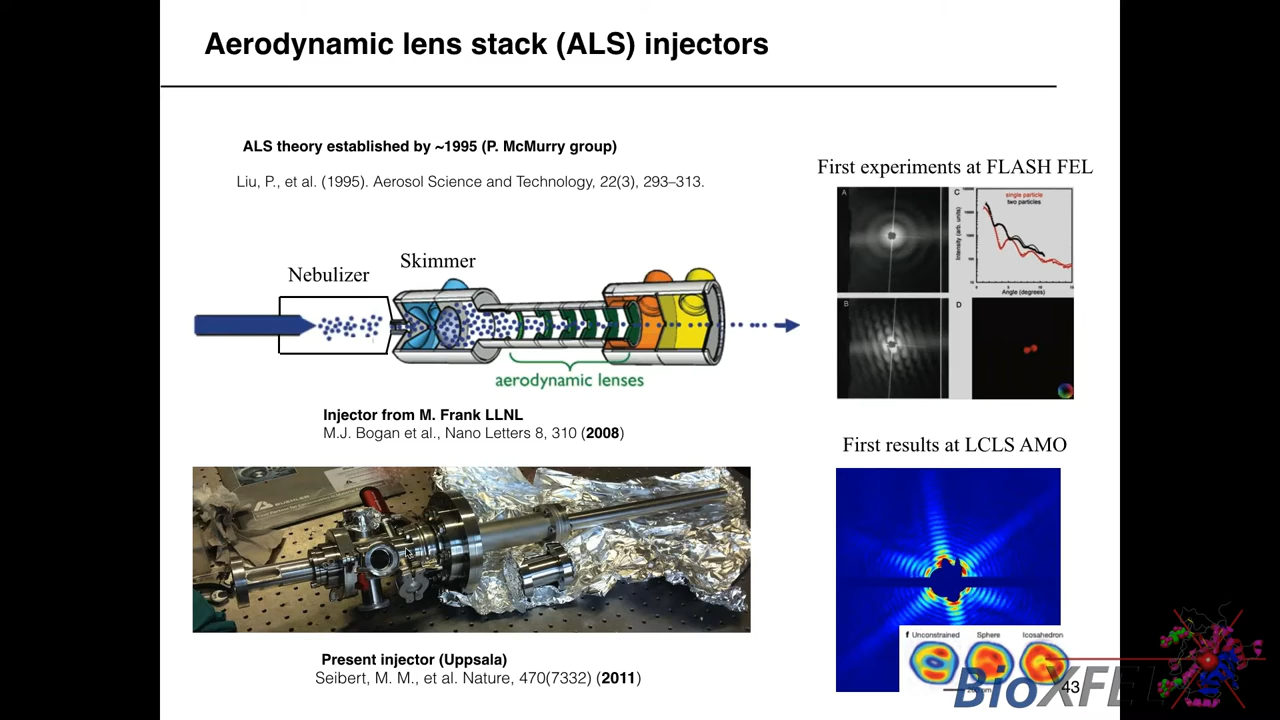 Aerodynamic lens stack (ALS) injectors
ALS theory established by ~1995 (P. McMurry group)
Liu, P., et al. (1995). Aerosol Science and Technology, 22(3), 293–313.
Nebulizer
Skimmer
aerodynamic lenses
Injector from M. Frank LLNL
M.J. Bogan et al., Nano Letters 8, 310 (2008)
BUEHLER
Present injector (Uppsala)
Seibert, M. M., et al. Nature, 470(7332) (2011)
First experiments at FLASH FEL
A
C
single particle
two particles
Intensity (arb. units)
Angle (degrees)
B
D
First results at LCLS AMO
f Unconstrained Sphere Icosahedron
BioXFEL
43